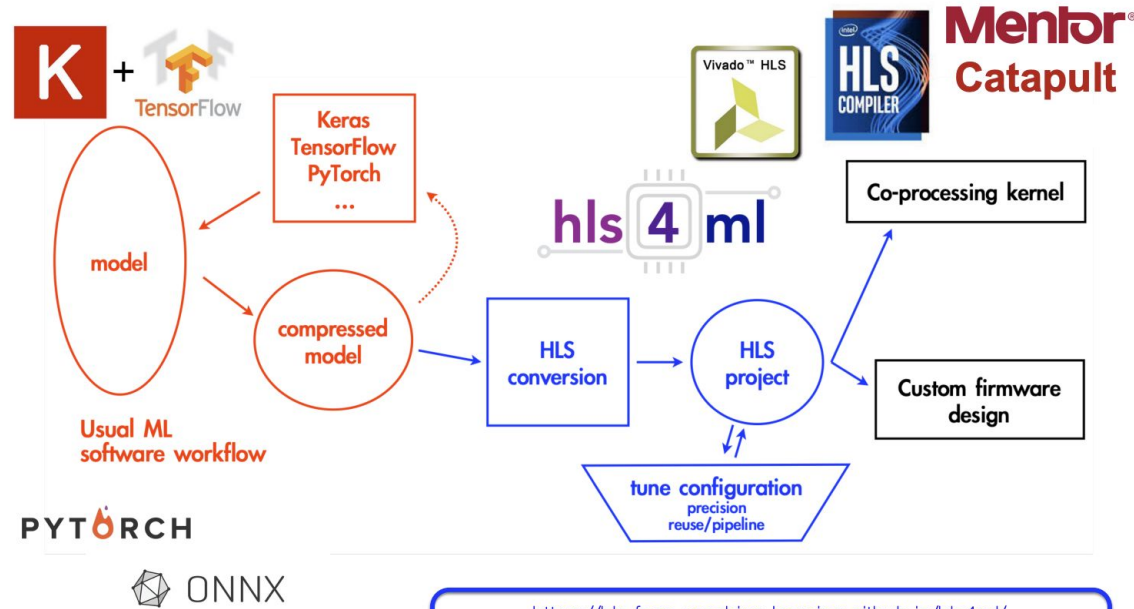 K
+
TensorFlow
Keras
TensorFlow
PyTorch
...
model
compressed
model
Usual ML
software workflow
PYTORCH
ONNX
Vivado™ HLS
intel
HLS
COMPILER
Mentor®
Catapult
hls 4 ml
HLS
conversion
HLS
project
tune configuration
precision
reuse/pipeline
Co-processing kernel
Custom firmware
design